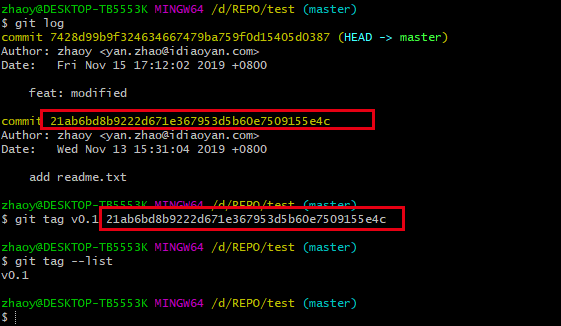 zhaoy@DESKTOP-TB5553K MINGW64 /d/REPO/test (master)
$ git log
commit 7428d99b9f324634667479ba759f0d15405d0387 (HEAD -> master)
Author: zhaoy <yan.zhao@idiaoyan.com>
Date:   Fri Nov 15 17:12:02 2019 +0800

    feat: modified

commit 21ab6bd8b9222d671e367953d5b60e7509155e4c
Author: zhaoy <yan.zhao@idiaoyan.com>
Date:   Wed Nov 13 15:31:04 2019 +0800

    add readme.txt

zhaoy@DESKTOP-TB5553K MINGW64 /d/REPO/test (master)
$ git tag v0.1 21ab6bd8b9222d671e367953d5b60e7509155e4c

zhaoy@DESKTOP-TB5553K MINGW64 /d/REPO/test (master)
$ git tag --list
v0.1

zhaoy@DESKTOP-TB5553K MINGW64 /d/REPO/test (master)
$